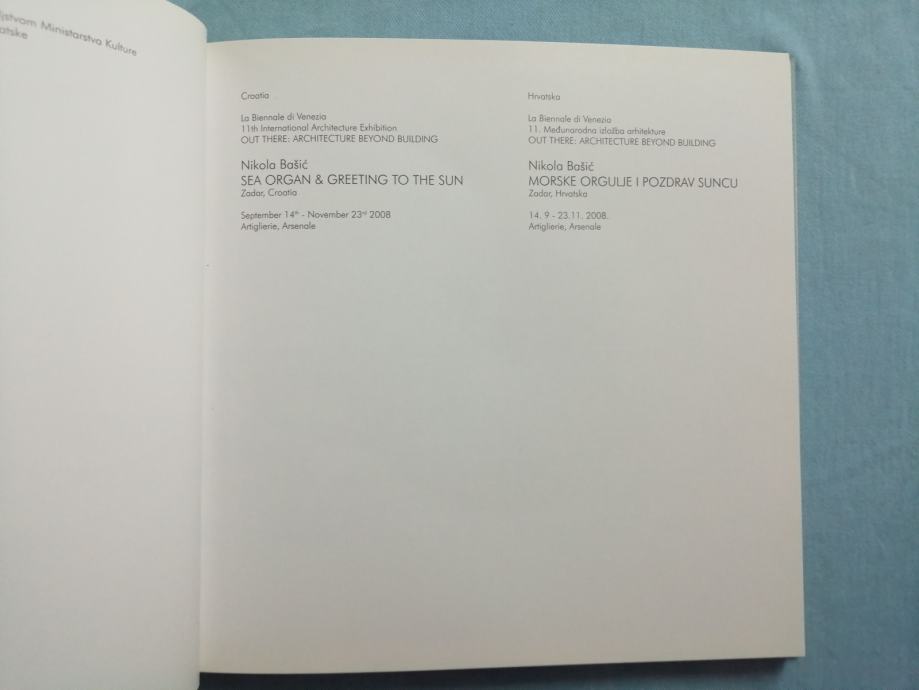 jstvom Ministarstva Kulture
atske
Croatia
La Biennale di Venezia
11th International Architecture Exhibition
OUT THERE: ARCHITECTURE BEYOND BUILDING
Nikola Bašić
SEA ORGAN & GREETING TO THE SUN
Zadar, Croatia
September 14th - November 23rd 2008
Artiglierie, Arsenale
Hrvatska
La Biennale di Venezia
11. Međunarodna izložba arhitekture
OUT THERE: ARCHITECTURE BEYOND BUILDING
Nikola Bašić
MORSKE ORGULJE I POZDRAV SUNCU
Zadar, Hrvatska
14. 9 - 23.11. 2008.
Artiglierie, Arsenale